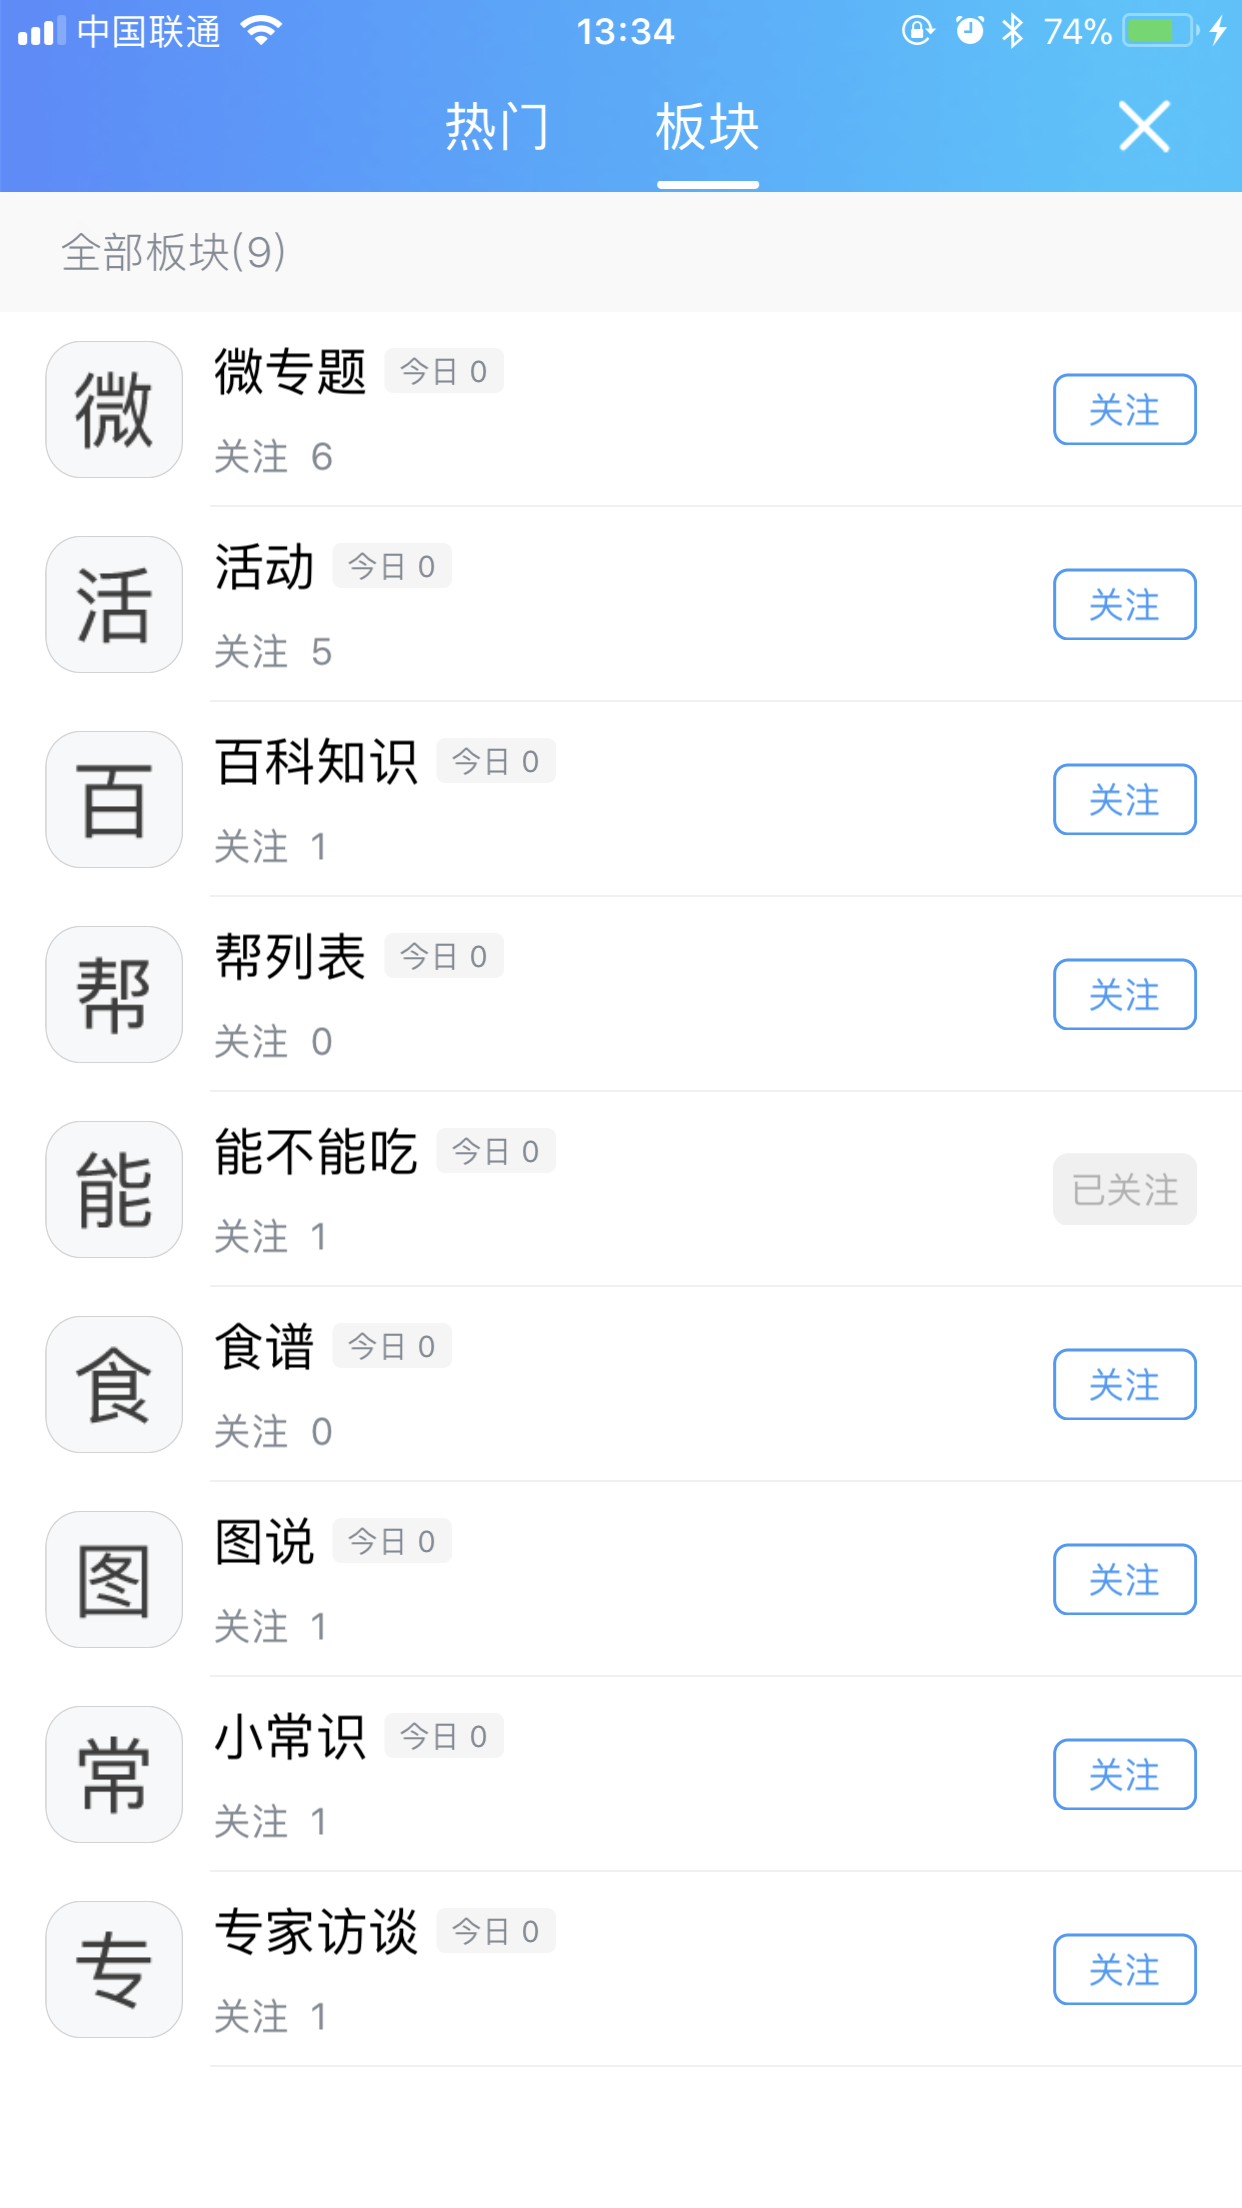 中国联通 13:34 74%
热门 板块
全部板块(9)
微 微专题 今日 0
关注 6
关注
活 活动 今日 0
关注 5
关注
百 百科知识 今日 0
关注 1
关注
帮 帮列表 今日 0
关注 0
关注
能 能不能吃 今日 0
关注 1
已关注
食 食谱 今日 0
关注 0
关注
图 图说 今日 0
关注 1
关注
常 小常识 今日 0
关注 1
关注
专 专家访谈 今日 0
关注 1
关注